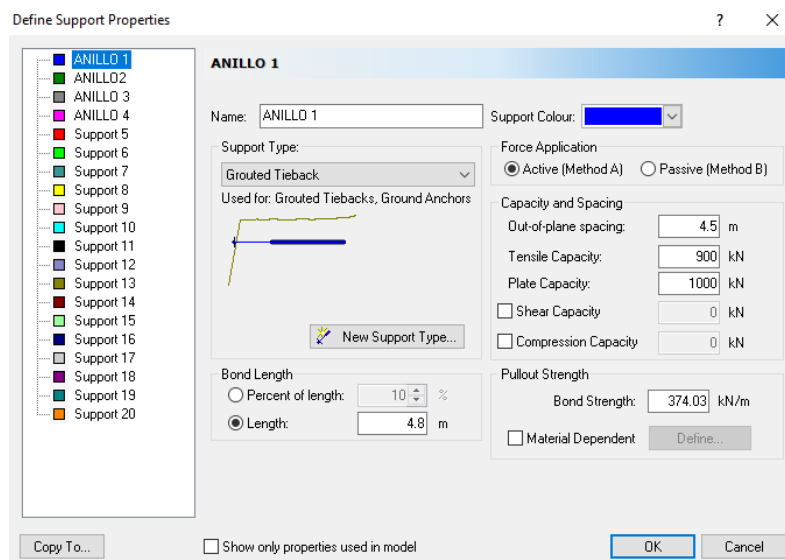 Define Support Properties
?
ANILLO 1
ANILLO2
ANILLO 3
ANILLO 4
Support 5
Support 6
Support 7
Support 8
Support 9
Support 10
Support 11
Support 12
Support 13
Support 14
Support 15
Support 16
Support 17
Support 18
Support 19
Support 20
ANILLO 1
Name: ANILLO 1 Support Colour:
Support Type:
Grouted Tieback
Used for: Grouted Tiebacks, Ground Anchors
New Support Type...
Force Application
Active (Method A) Passive (Method B)
Capacity and Spacing
Out-of-plane spacing: 4.5 m
Tensile Capacity: 900 kN
Plate Capacity: 1000 kN
Shear Capacity 0 kN
Compression Capacity 0 kN
Bond Length
Percent of length: 10 %
Length: 4.8 m
Pullout Strength
Bond Strength: 374.03 kN/m
Material Dependent Define...
Copy To... Show only properties used in model OK Cancel